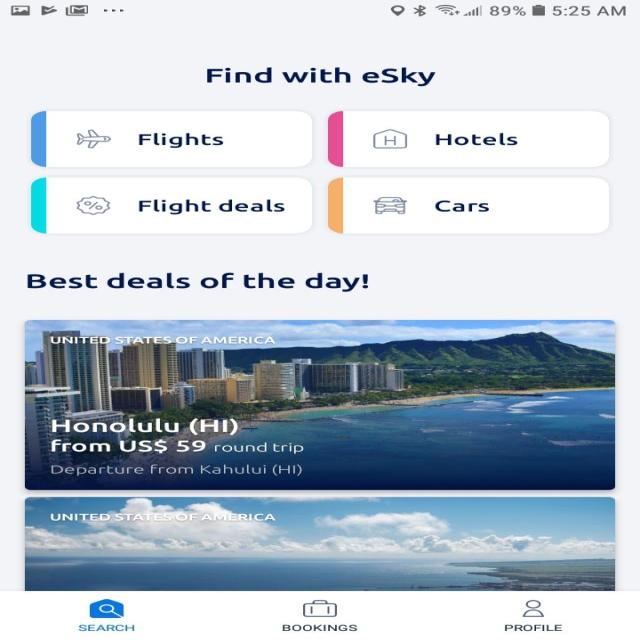 89% 5:25 AM
Find with eSky
Flights
H
Hotels
%
Flight deals
Cars
Best deals of the day!
UNITED STATES OF AMERICA
Honolulu (HI)
from US$ 59 round trip
Departure from Kahului (HI)
UNITED STATES OF AMERICA
SEARCH
BOOKINGS
PROFILE